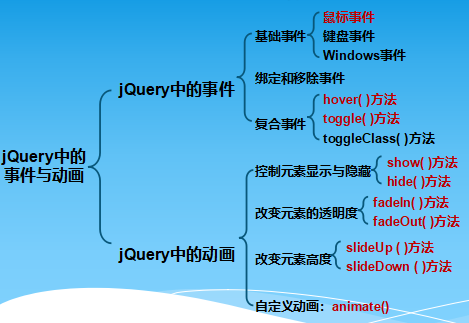 jQuery中的
事件与动画
jQuery中的事件
基础事件
鼠标事件
键盘事件
Windows事件
绑定和移除事件
复合事件
hover( )方法
toggle( )方法
toggleClass( )方法
jQuery中的动画
控制元素显示与隐藏
show( )方法
hide( )方法
改变元素的透明度
fadeIn( )方法
fadeOut( )方法
改变元素高度
slideUp ( )方法
slideDown ( )方法
自定义动画：animate()